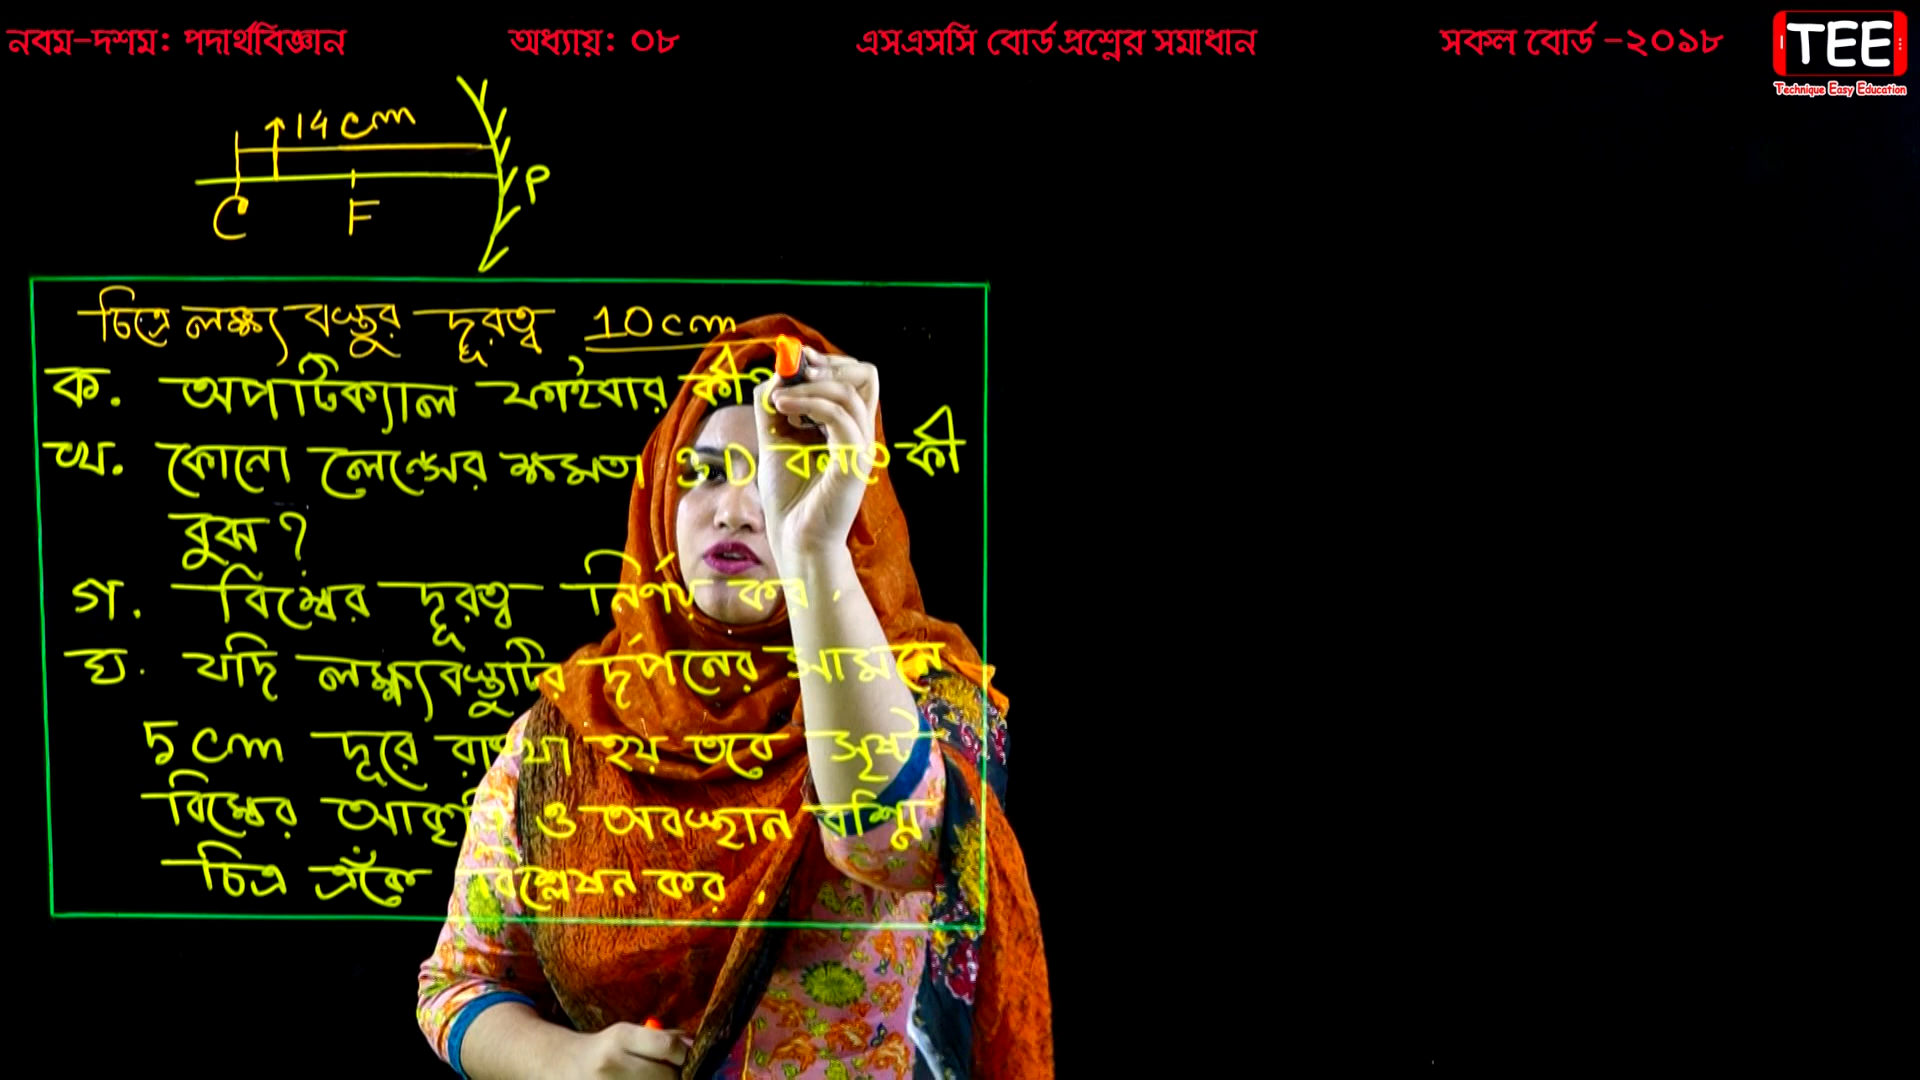 নবম-দশম: পদার্থবিজ্ঞান অধ্যায়: ০৮ এসএসসি বোর্ড প্রশ্নের সমাধান সকল বোর্ড -২০১৮
TEE
Technique Easy Education
14 cm
P
C F
চিত্রে লক্ষ্য বস্তুর দূরত্ব 10 cm
ক. অপটিক্যাল ফাইবার কী?
খ. কোনো লেন্সের ক্ষমতা 3D বলতে কী
বুঝ?
গ. বিম্বের দূরত্ব নির্ণয় কর.
ঘ. যদি লক্ষ্যবস্তুটির দর্পনের সামনে
5 cm দূরে রাখা হয় তবে সৃষ্ট
বিম্বের আকৃতি ও অবস্থান রশ্মি
চিত্র এঁকে বিশ্লেষন কর.